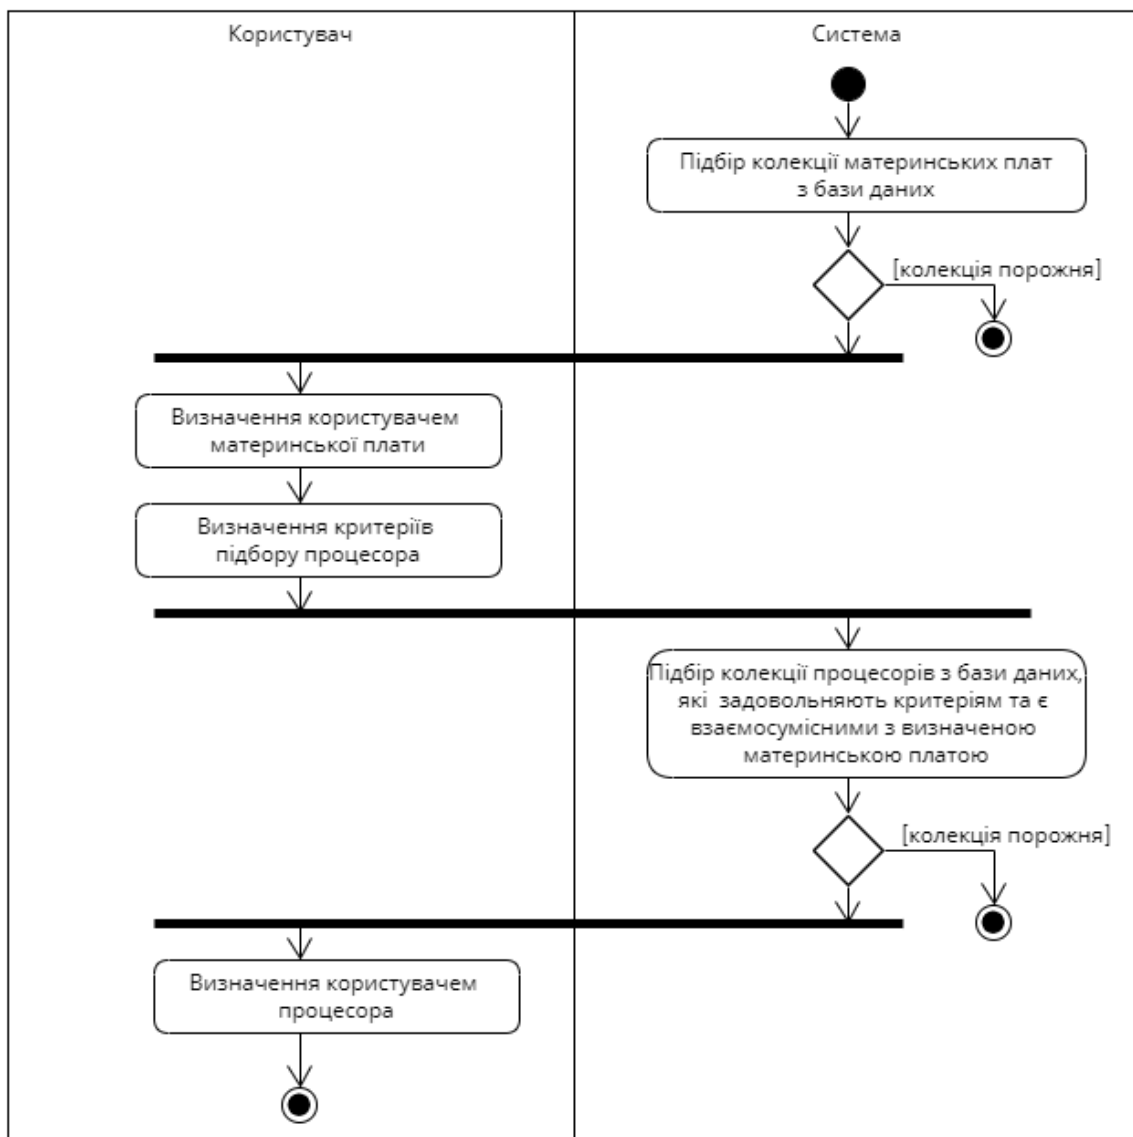 Користувач
Система
Підбір колекції материнських плат
з бази даних
[колекція порожня]
Визначення користувачем
материнської плати
Визначення критеріїв
підбору процесора
Підбір колекції процесорів з бази даних,
які задовольняють критеріям та є
взаємосумісними з визначеною
материнською платою
[колекція порожня]
Визначення користувачем
процесора